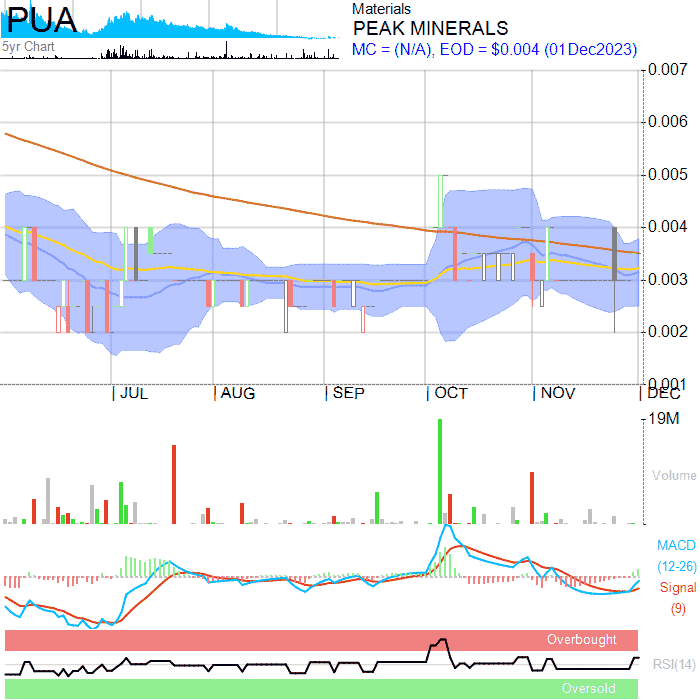 PUA
5yr Chart
Materials
PEAK MINERALS
MC = (N/A), EOD = $0.004 (01Dec2023)
0.007
0.006
0.005
0.004
0.003
0.002
0.001
JUL AUG SEP OCT NOV DEC
19M
Volume
MACD
(12-26)
Signal
(9)
Overbought
RSI(14)
Oversold